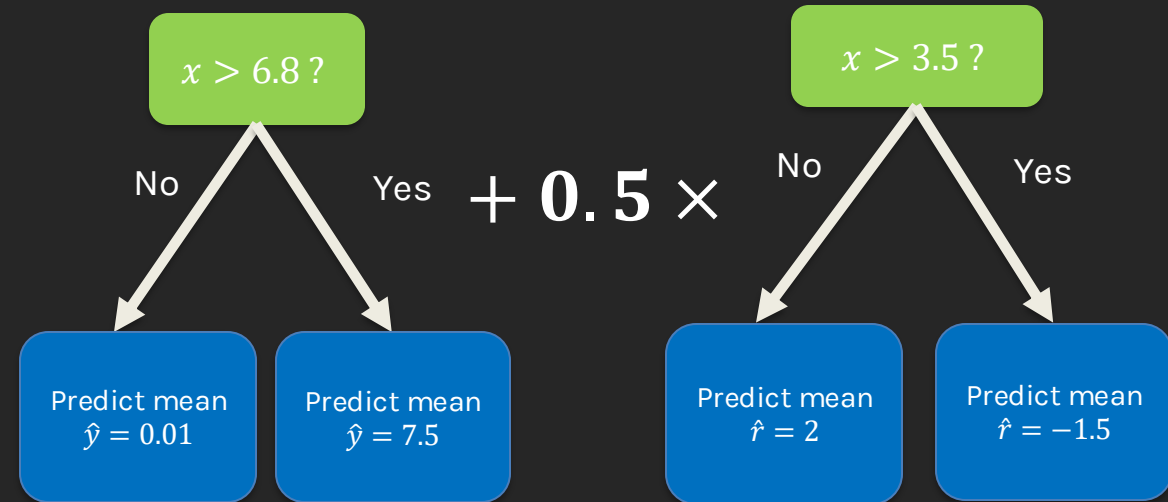 x > 6.8 ?
No
Yes
Predict mean
ŷ = 0.01
Predict mean
ŷ = 7.5
+ 0.5 ×
x > 3.5 ?
No
Yes
Predict mean
r̂ = 2
Predict mean
r̂ = −1.5